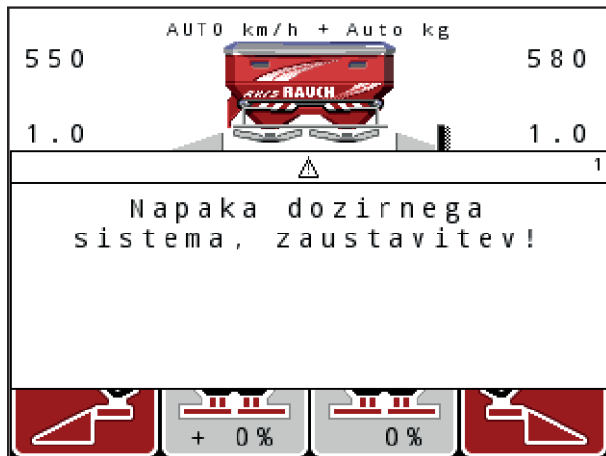 AUTO km/h + Auto kg
550 580
AXIS RAUCH
1.0 1.0
1
Napaka dozirnega
sistema, zaustavitev!
+ 0% 0%